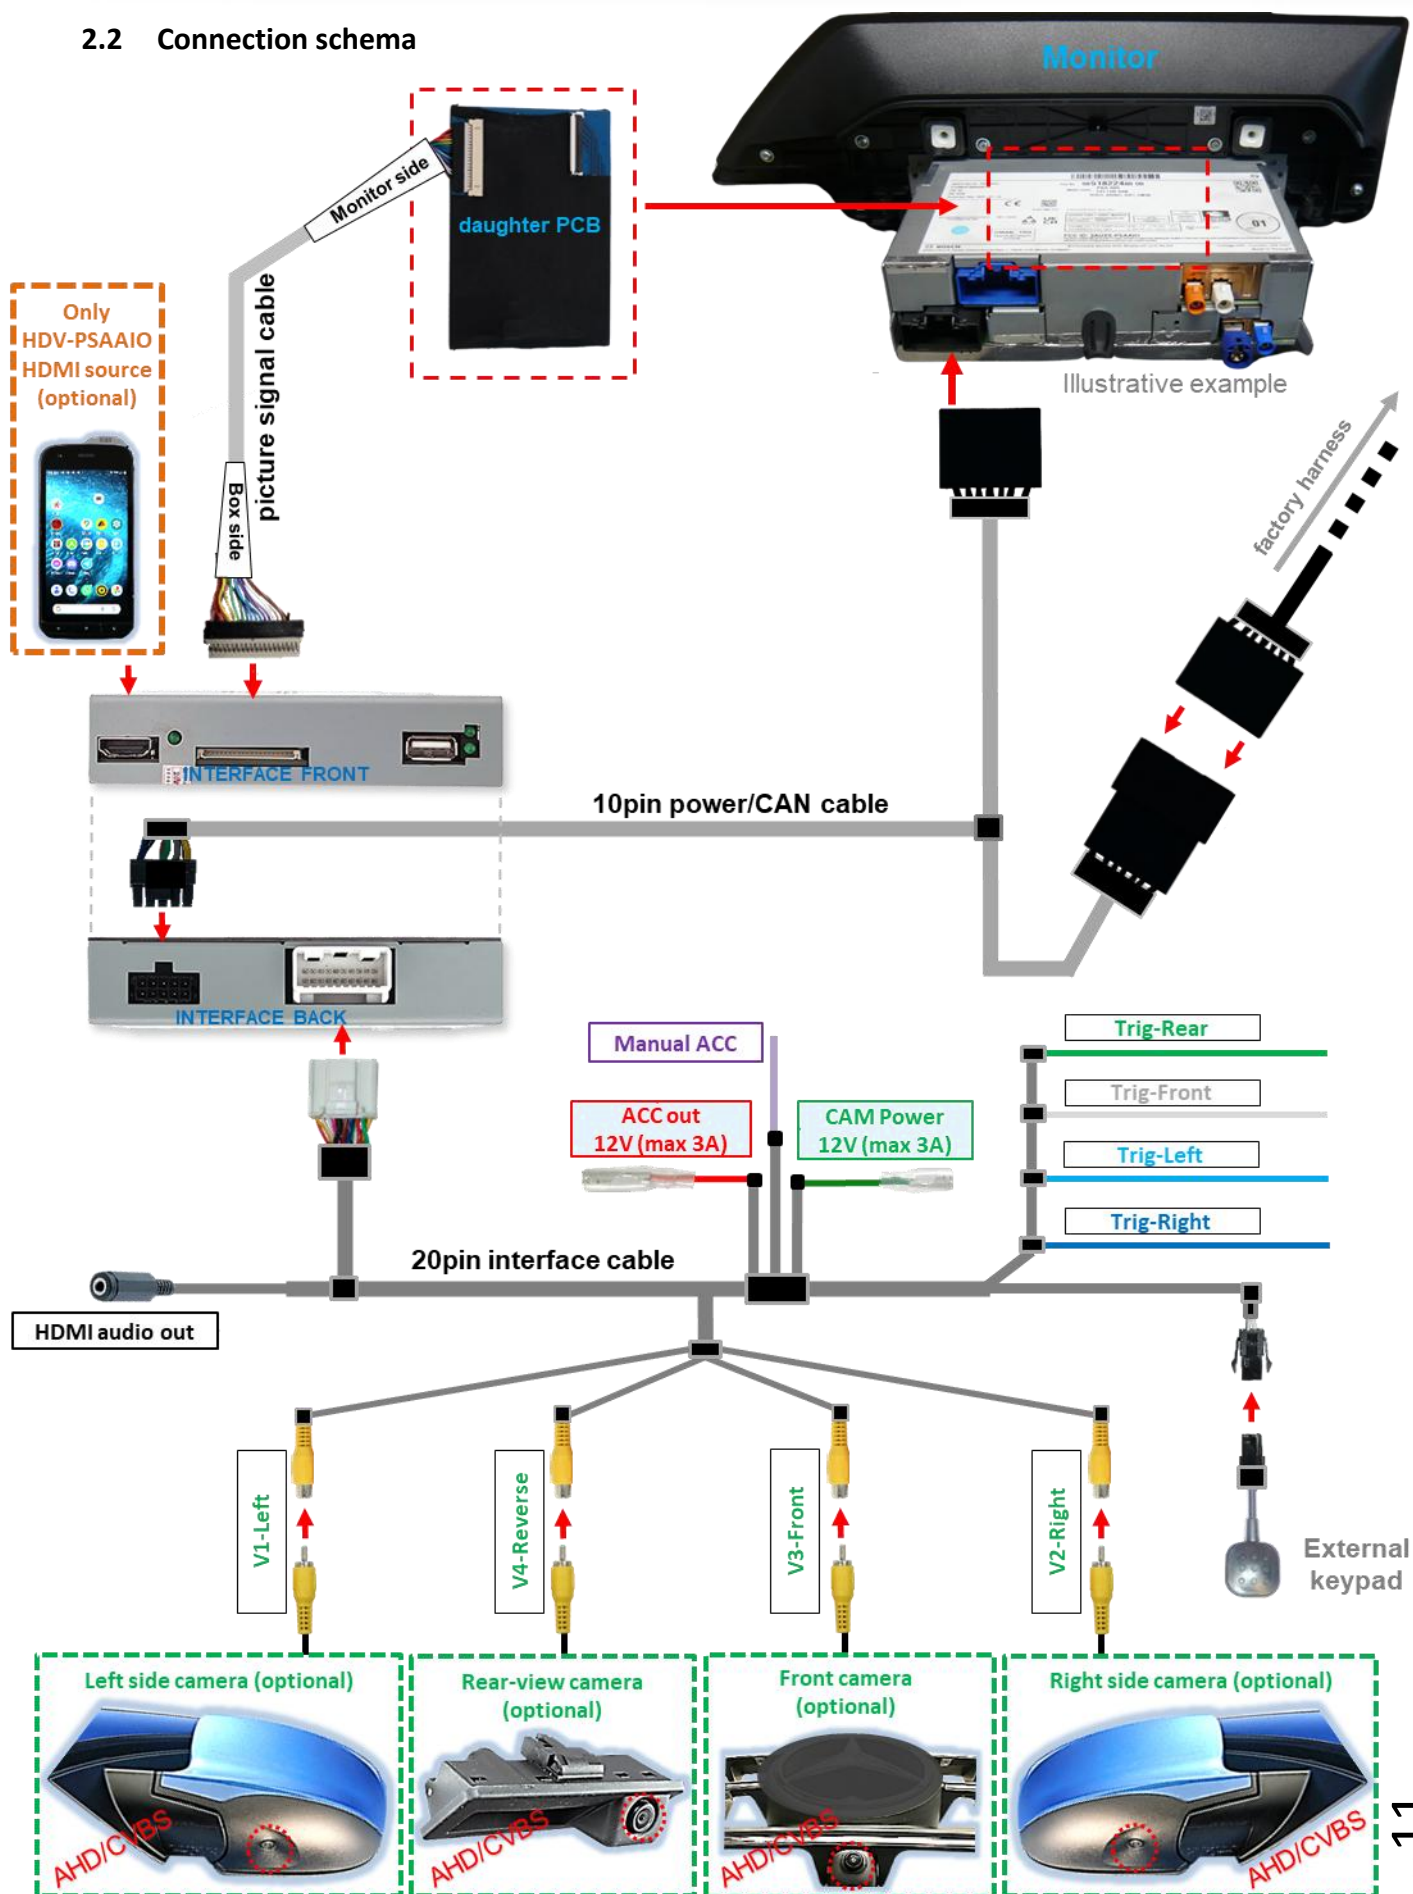 2.2 Connection schema
Monitor
Monitor side
daughter PCB
01
Illustrative example
Only
HDV-PSAAIO
HDMI source
(optional)
picture signal cable
Box side
factory harness
INTERFACE FRONT
10pin power/CAN cable
INTERFACE BACK
Manual ACC
ACC out
12V (max 3A)
CAM Power
12V (max 3A)
Trig-Rear
Trig-Front
Trig-Left
Trig-Right
20pin interface cable
HDMI audio out
V1-Left
V4-Reverse
V3-Front
V2-Right
External
keypad
Left side camera (optional)
Rear-view camera
(optional)
Front camera
(optional)
Right side camera (optional)
AHD/CVBS
AHD/CVBS
AHD/CVBS
AHD/CVBS
11